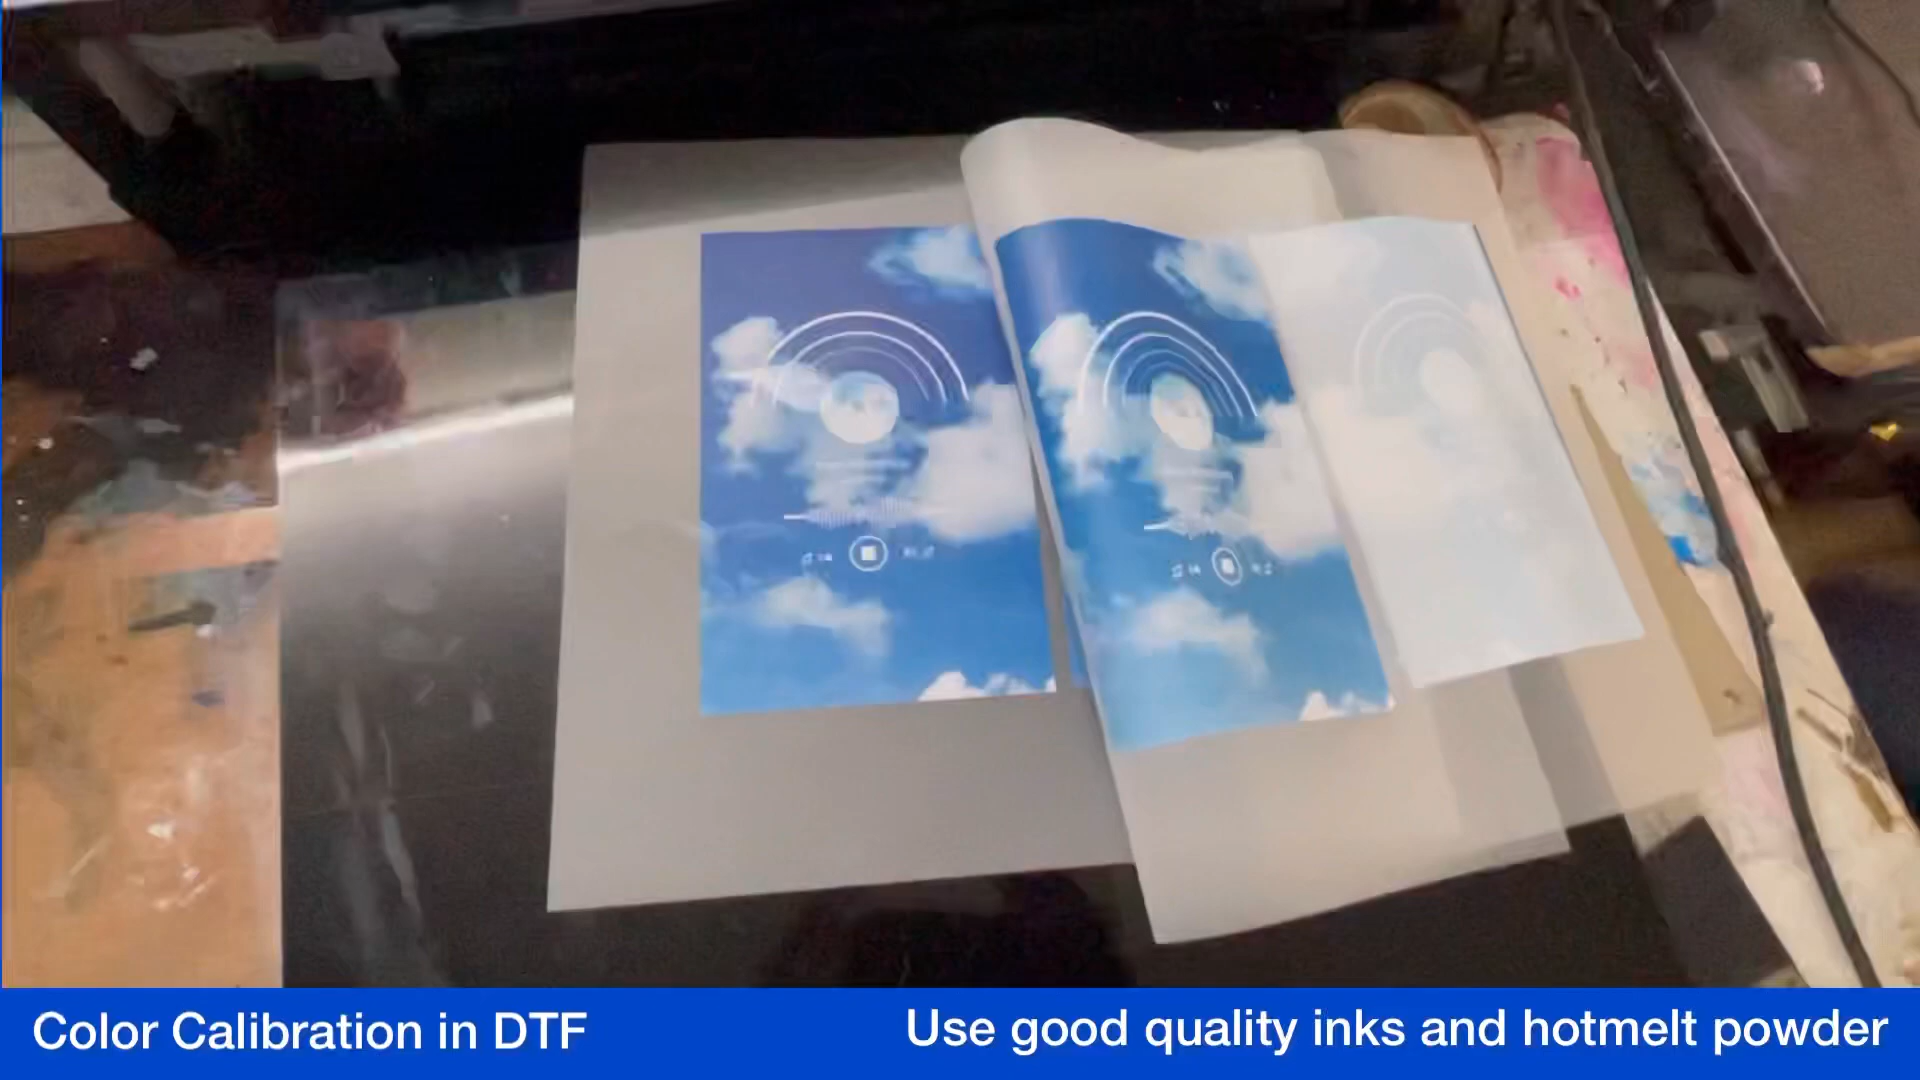 Color Calibration in DTF
Use good quality inks and hotmelt powder